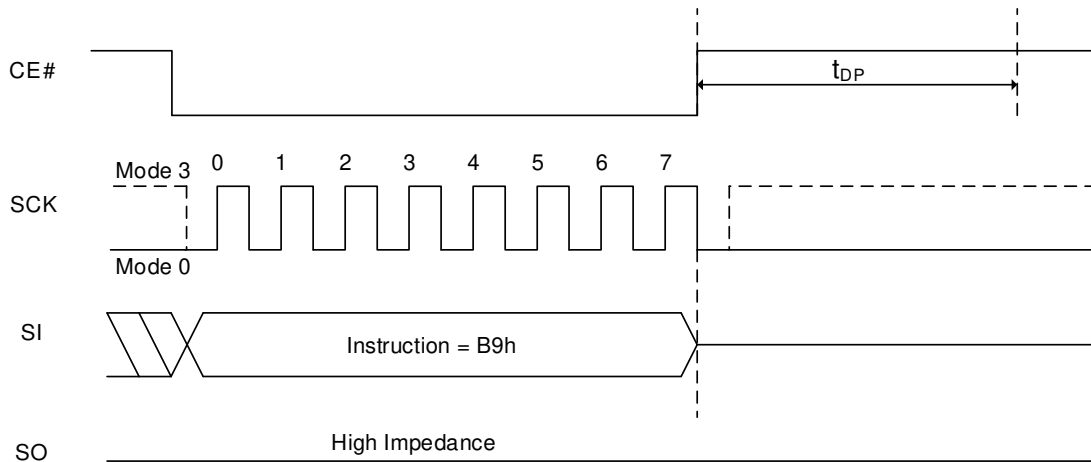 CE#
tDP
Mode 3 0 1 2 3 4 5 6 7
SCK
Mode 0
SI
Instruction = B9h
High Impedance
SO